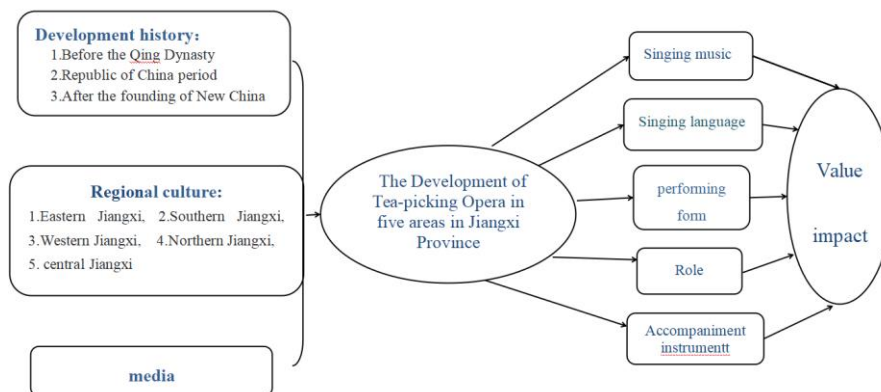 Development history：
1.Before the Qing Dynasty
2.Republic of China period
3.After the founding of New China
Regional culture:
1.Eastern Jiangxi, 2.Southern Jiangxi,
3.Western Jiangxi, 4.Northern Jiangxi,
5. central Jiangxi
media
The Development of
Tea-picking Opera in
five areas in Jiangxi
Province
Singing music
Singing language
performing
form
Role
Accompaniment
instrumentt
Value
impact